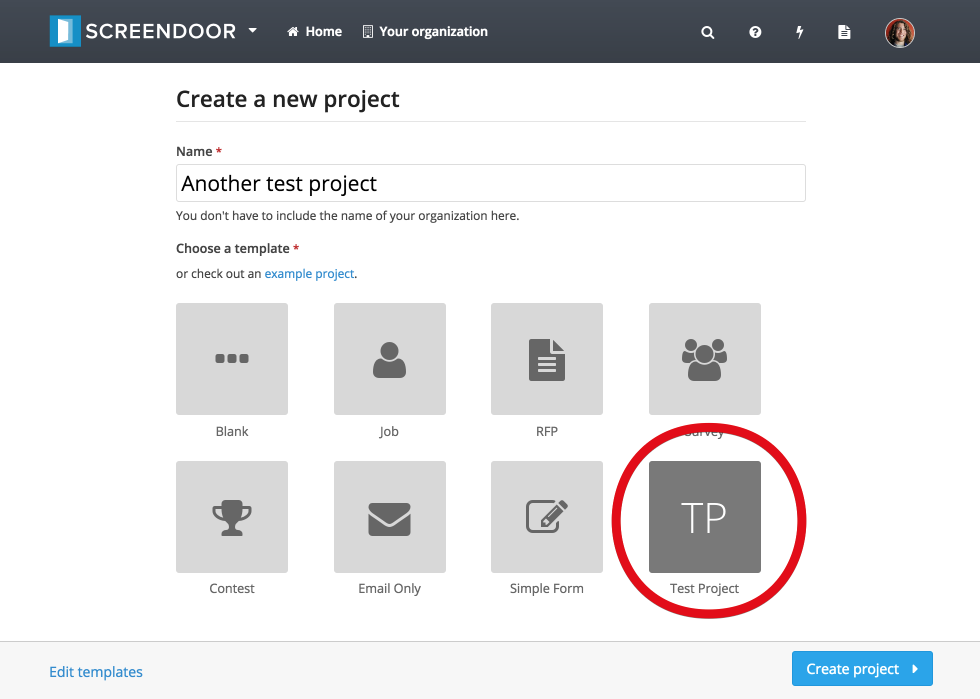 SCREENDOOR Home Your organization
Create a new project
Name *
Another test project
You don't have to include the name of your organization here.
Choose a template *
or check out an example project.
Blank Job RFP Survey
TP
Contest Email Only Simple Form Test Project
Edit templates Create project